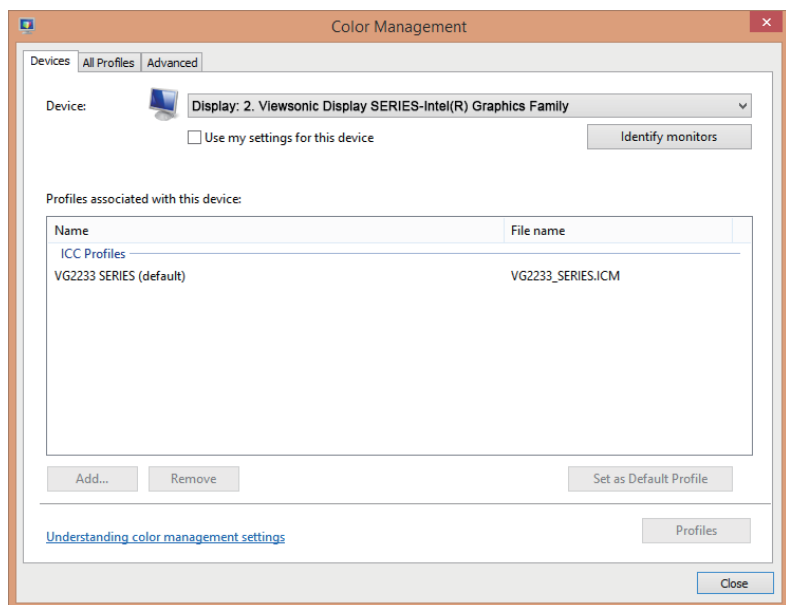 Color Management
Devices All Profiles Advanced
Device: Display: 2. Viewsonic Display SERIES-Intel(R) Graphics Family
Use my settings for this device Identify monitors
Profiles associated with this device:
Name File name
ICC Profiles
VG2233 SERIES (default) VG2233_SERIES.ICM
Add... Remove Set as Default Profile
Understanding color management settings Profiles
Close